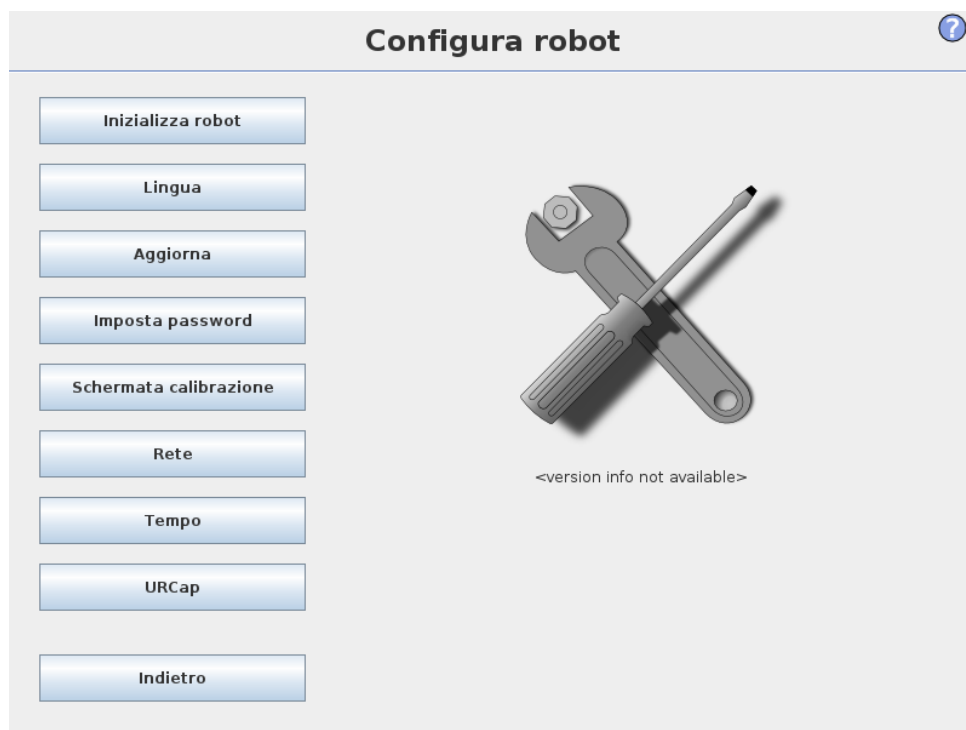 Configura robot
?
Inizializza robot
Lingua
Aggiorna
Imposta password
Schermata calibrazione
Rete
Tempo
URCap
Indietro
<version info not available>